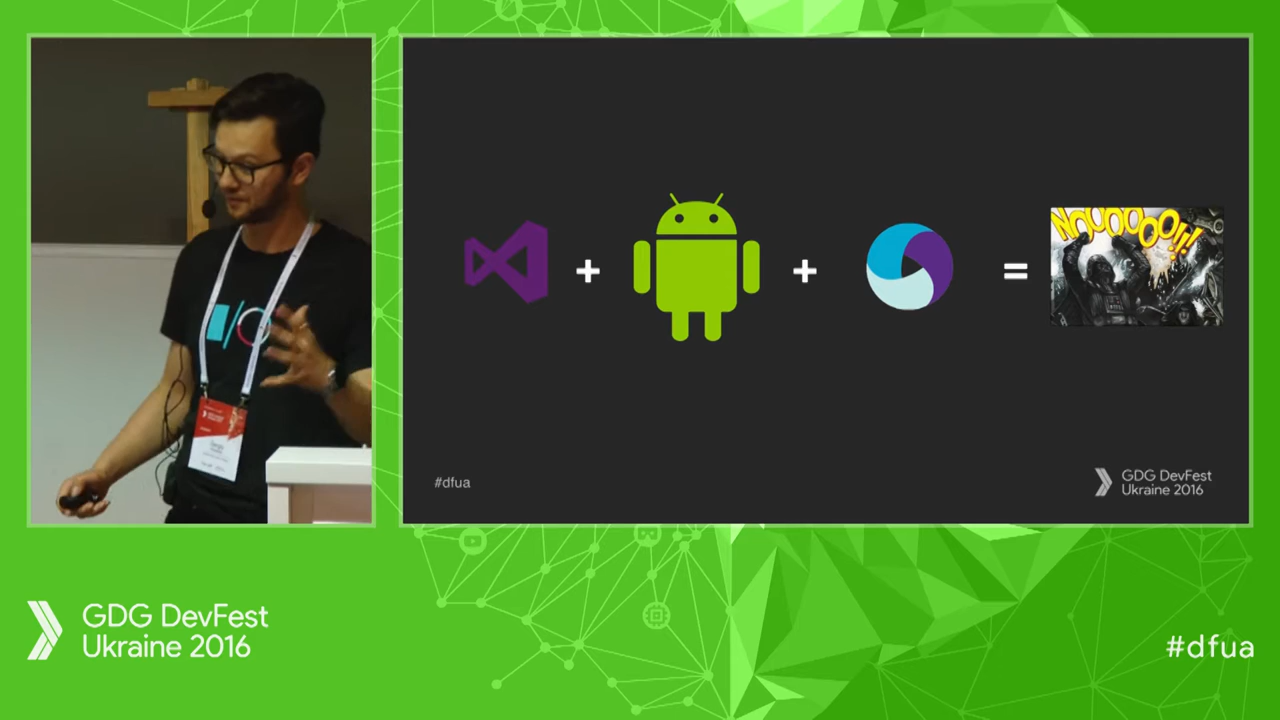 I/O
+
+
=
NOOOOOO!!
#dfua
GDG DevFest
Ukraine 2016
GDG DevFest
Ukraine 2016
#dfua